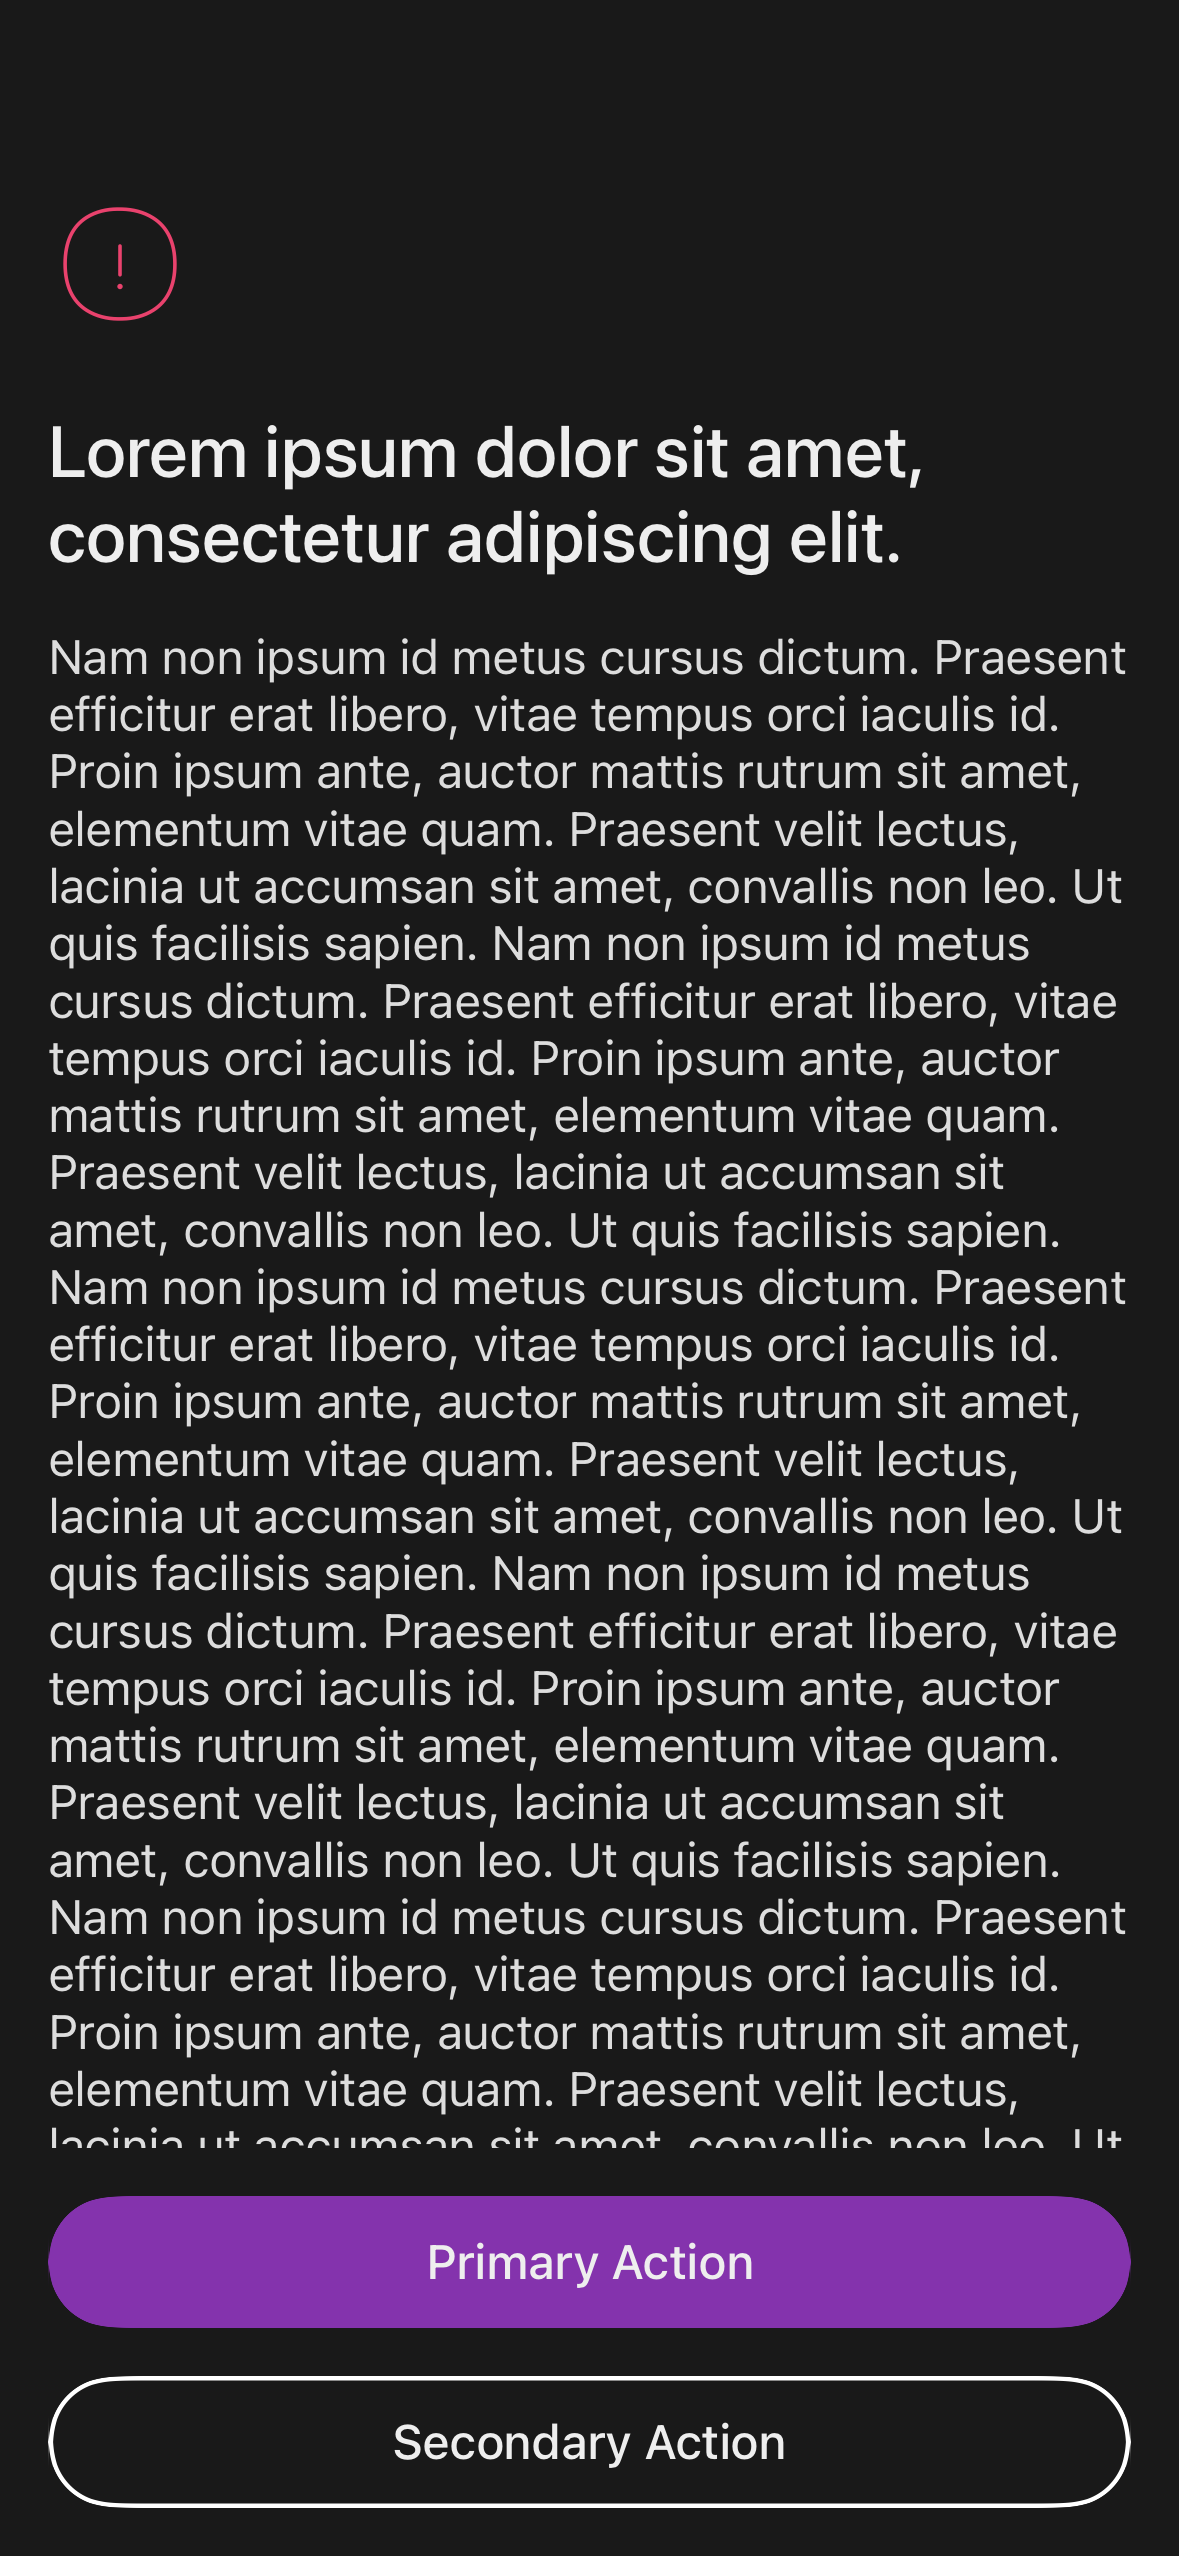 !
Lorem ipsum dolor sit amet,
consectetur adipiscing elit.
Nam non ipsum id metus cursus dictum. Praesent
efficitur erat libero, vitae tempus orci iaculis id.
Proin ipsum ante, auctor mattis rutrum sit amet,
elementum vitae quam. Praesent velit lectus,
lacinia ut accumsan sit amet, convallis non leo. Ut
quis facilisis sapien. Nam non ipsum id metus
cursus dictum. Praesent efficitur erat libero, vitae
tempus orci iaculis id. Proin ipsum ante, auctor
mattis rutrum sit amet, elementum vitae quam.
Praesent velit lectus, lacinia ut accumsan sit
amet, convallis non leo. Ut quis facilisis sapien.
Nam non ipsum id metus cursus dictum. Praesent
efficitur erat libero, vitae tempus orci iaculis id.
Proin ipsum ante, auctor mattis rutrum sit amet,
elementum vitae quam. Praesent velit lectus,
lacinia ut accumsan sit amet, convallis non leo. Ut
quis facilisis sapien. Nam non ipsum id metus
cursus dictum. Praesent efficitur erat libero, vitae
tempus orci iaculis id. Proin ipsum ante, auctor
mattis rutrum sit amet, elementum vitae quam.
Praesent velit lectus, lacinia ut accumsan sit
amet, convallis non leo. Ut quis facilisis sapien.
Nam non ipsum id metus cursus dictum. Praesent
efficitur erat libero, vitae tempus orci iaculis id.
Proin ipsum ante, auctor mattis rutrum sit amet,
elementum vitae quam. Praesent velit lectus,
lacinia ut accumsan sit amet, convallis non leo. Ut
Primary Action
Secondary Action